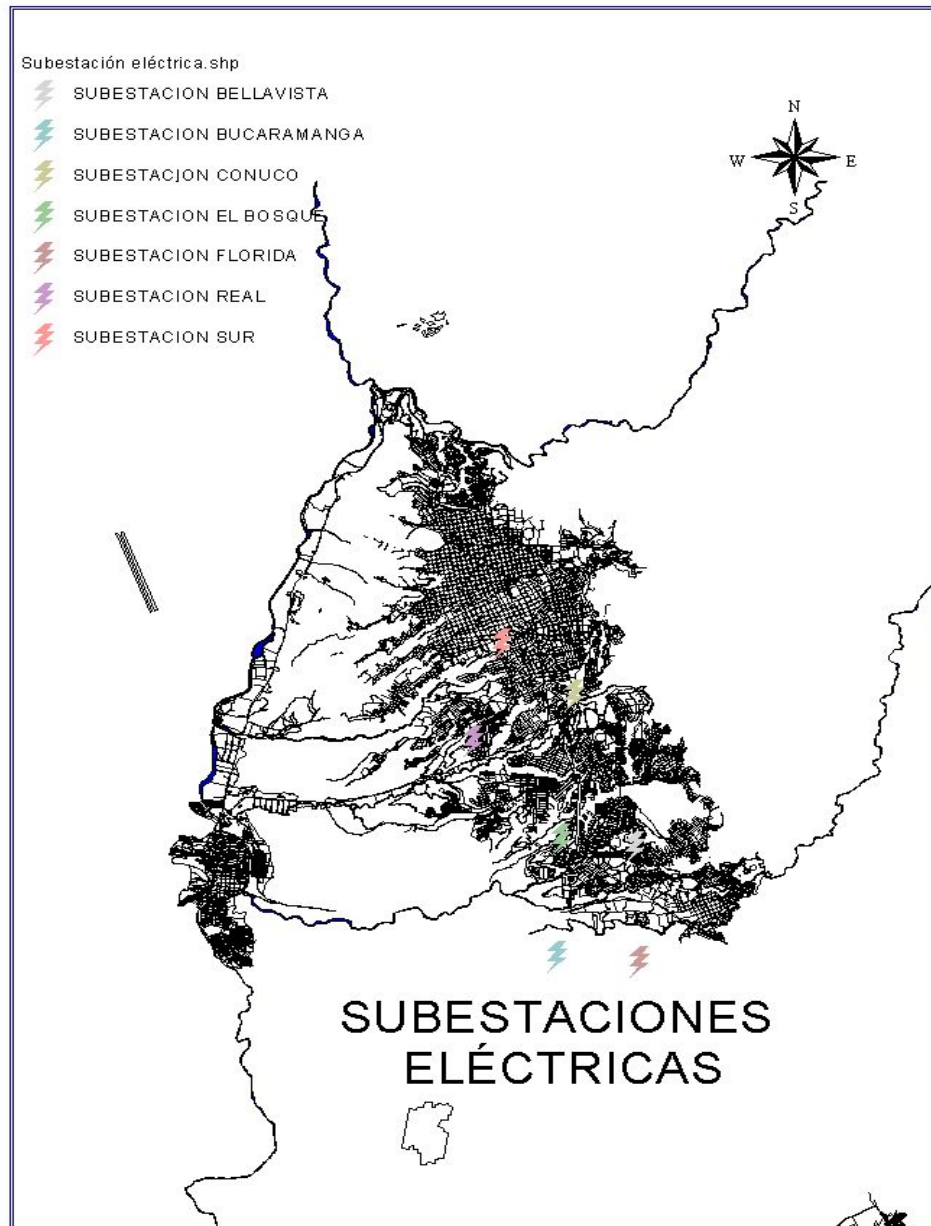 Subestación eléctrica.shp
SUBESTACION BELLAVISTA
SUBESTACION BUCARAMANGA
SUBESTACION CONUCO
SUBESTACION EL BOSQUE
SUBESTACION FLORIDA
SUBESTACION REAL
SUBESTACION SUR
N
W E
S
SUBESTACIONES
ELÉCTRICAS